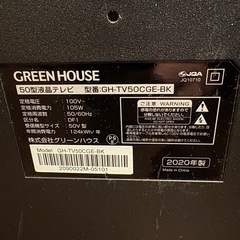 GREEN HOUSE
JQA
JQ10710
50型液晶テレビ 型番:GH-TV50CGE-BK
定格電圧 : 100V~
定格消費電力 : 105W
定格周波数 : 50/60Hz
区分名 : DF1
受信機型サイズ : 50V型
年間消費電力量 : 124kWh/年
株式会社グリーンハウス
2020年製
Model: GH-TV50CGE-BK
2090022M-05101